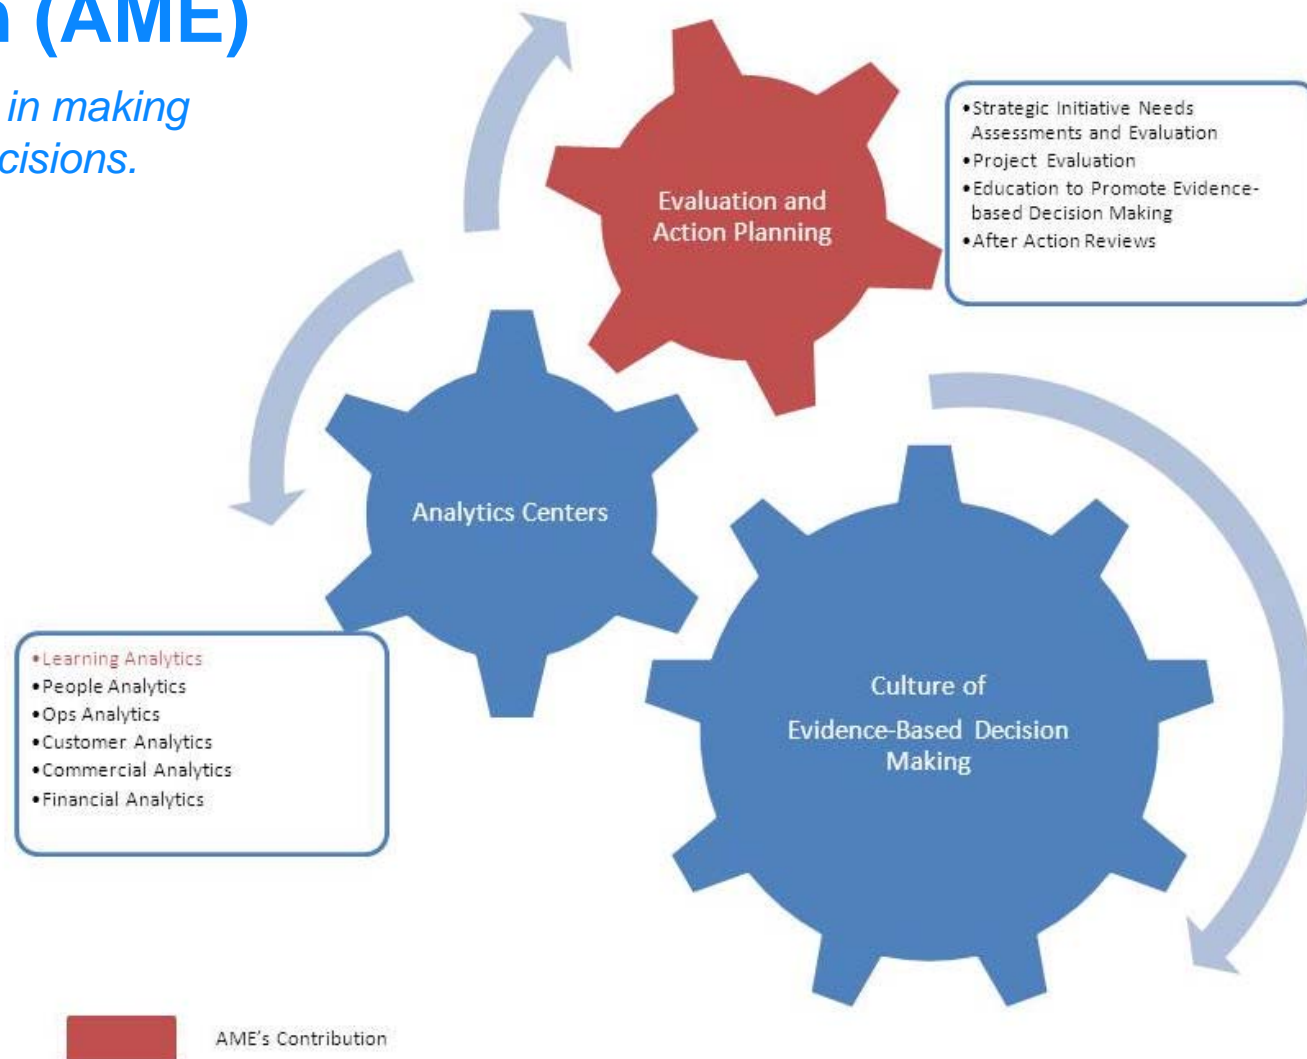 n (AME)
in making
cisions.
Evaluation and
Action Planning
•Strategic Initiative Needs
Assessments and Evaluation
•Project Evaluation
•Education to Promote Evidence-
based Decision Making
•After Action Reviews
Analytics Centers
•Learning Analytics
•People Analytics
•Ops Analytics
•Customer Analytics
•Commercial Analytics
•Financial Analytics
Culture of
Evidence-Based Decision
Making
AME's Contribution